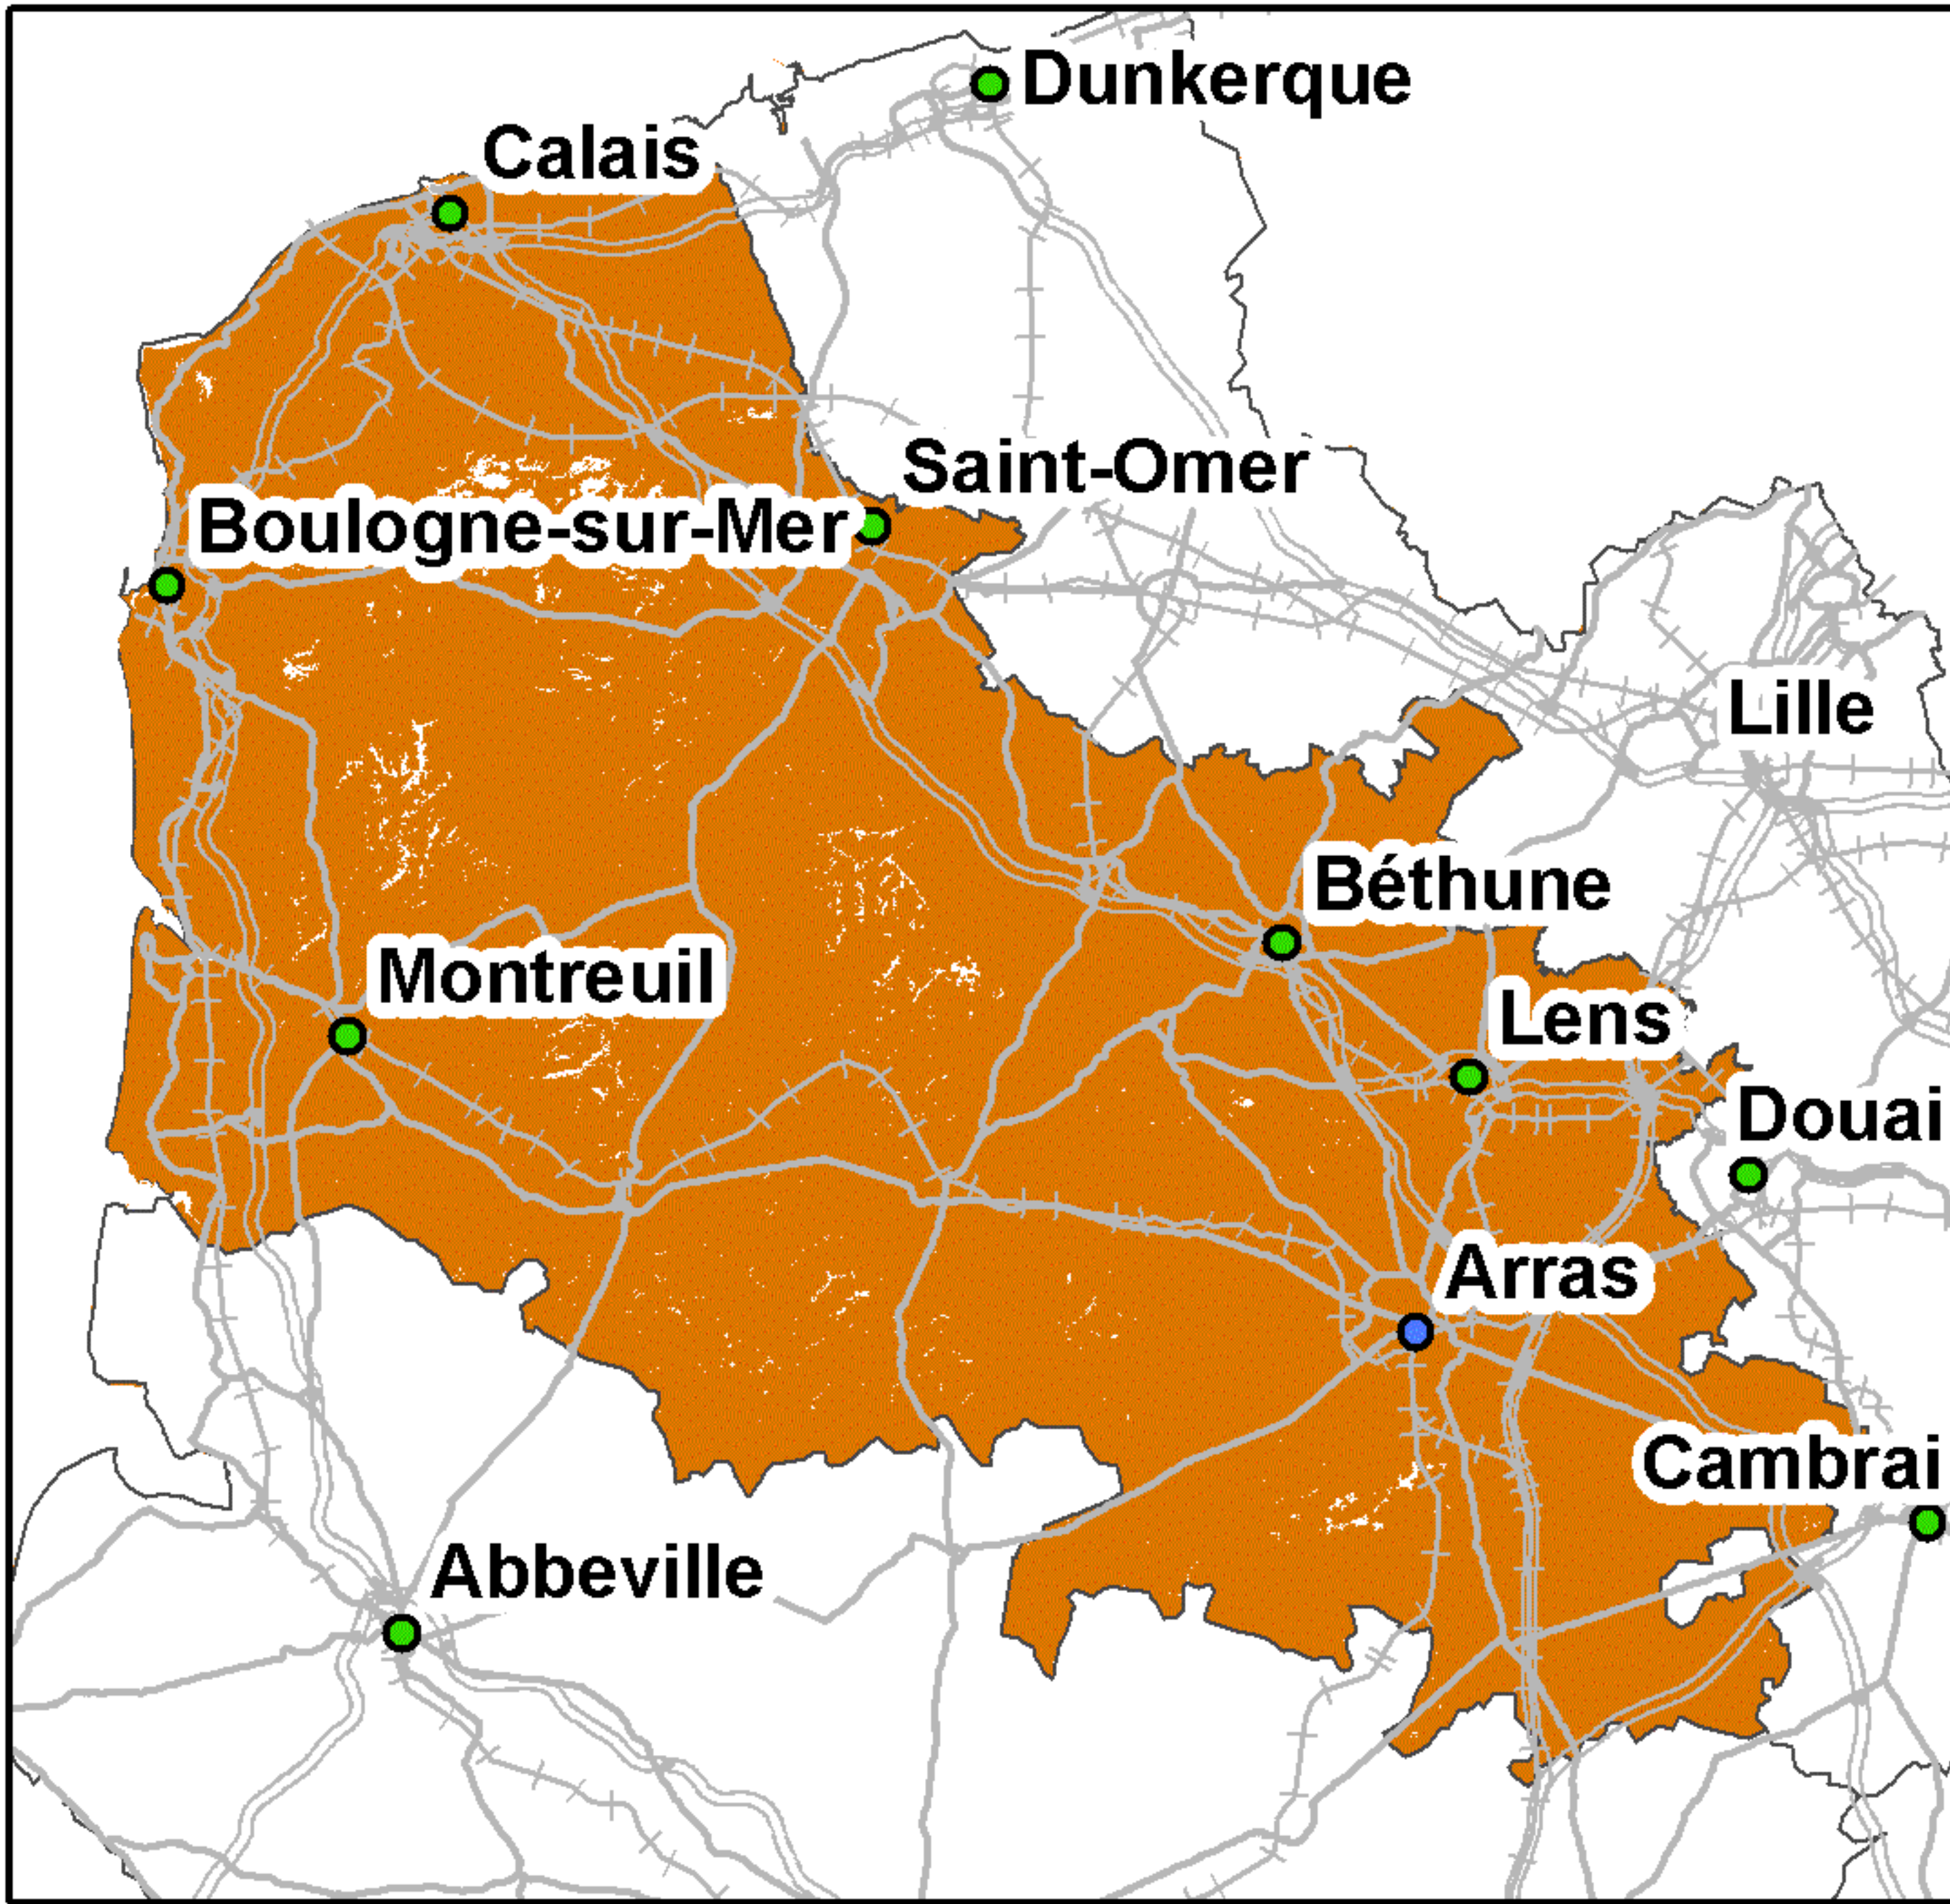 Dunkerque
Calais
Saint-Omer
Boulogne-sur-Mer
Lille
Béthune
Montreuil
Lens
Douai
Arras
Cambrai
Abbeville